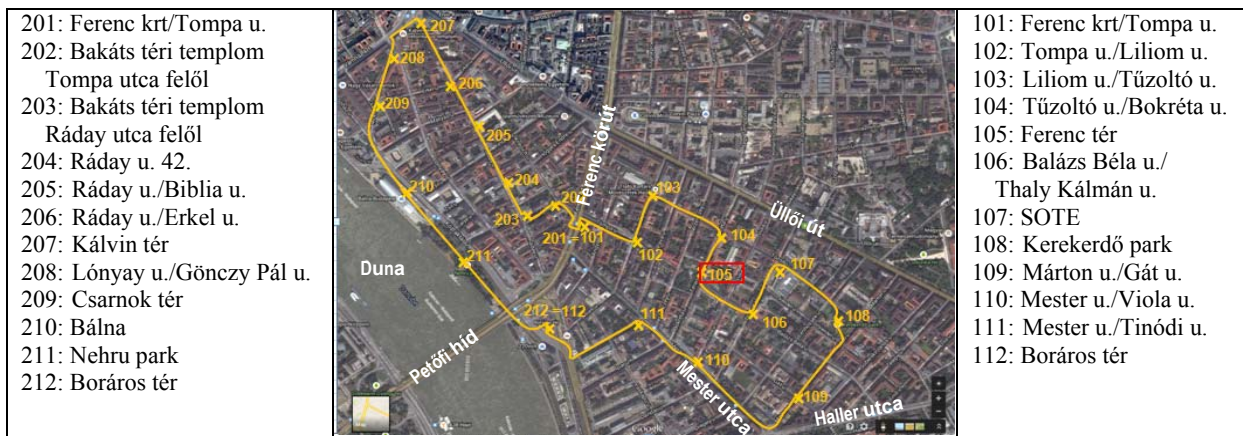 201: Ferenc krt/Tompa u.
202: Bakáts téri templom
Tompa utca felől
203: Bakáts téri templom
Ráday utca felől
204: Ráday u. 42.
205: Ráday u./Biblia u.
206: Ráday u./Erkel u.
207: Kálvin tér
208: Lónyay u./Gönczy Pál u.
209: Csarnok tér
210: Bálna
211: Nehru park
212: Boráros tér
207
208
206
209
205
210
204
203
Ferenc körút
201=101
102
103
104
105
107
106
108
Üllői út
Duna
211
212=112
111
110
109
Petőfi híd
Mester utca
Haller utca
Google
101: Ferenc krt/Tompa u.
102: Tompa u./Liliom u.
103: Liliom u./Tűzoltó u.
104: Tűzoltó u./Bokréta u.
105: Ferenc tér
106: Balázs Béla u./
Thaly Kálmán u.
107: SOTE
108: Kerekerdő park
109: Márton u./Gát u.
110: Mester u./Viola u.
111: Mester u./Tinódi u.
112: Boráros tér